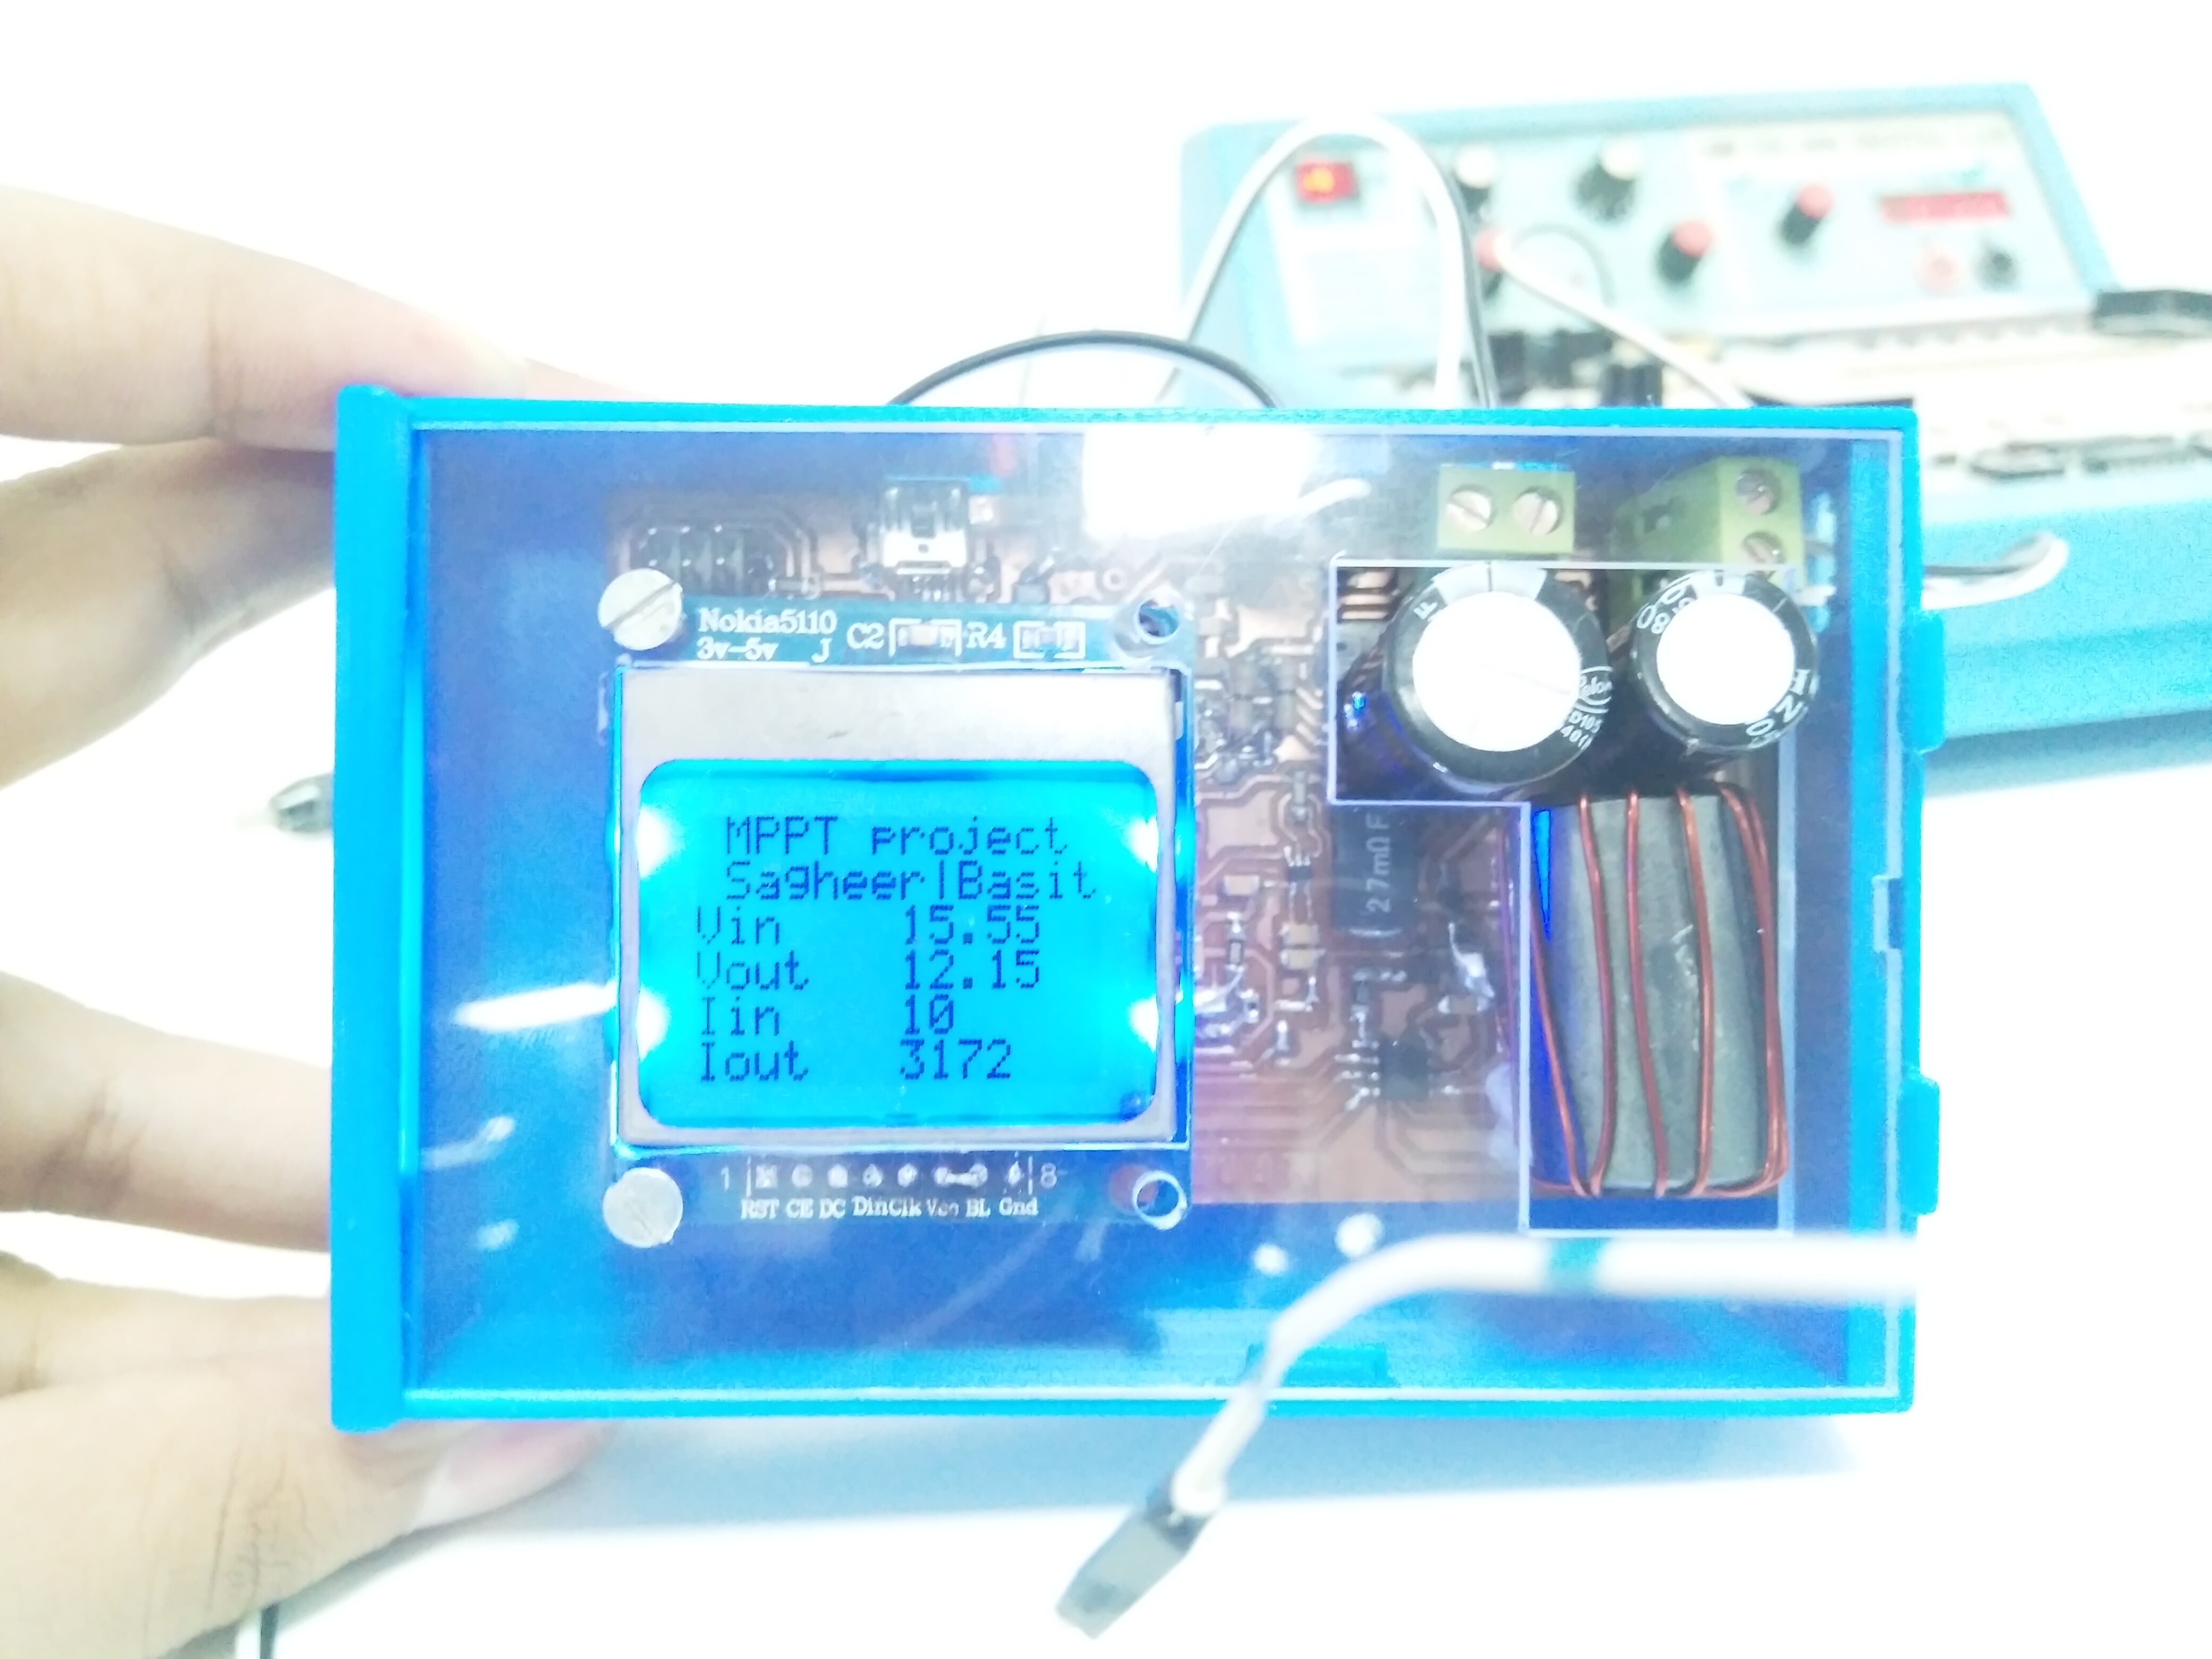 Nokia5110
3v-5v J C2 R4
MPPT project
Sagheer|Basit
Vin 15.55
Vout 12.15
Iin 10
Iout 3172
1 8
RST CE DC Din Clk Vcc BL Gnd
27mΩ F